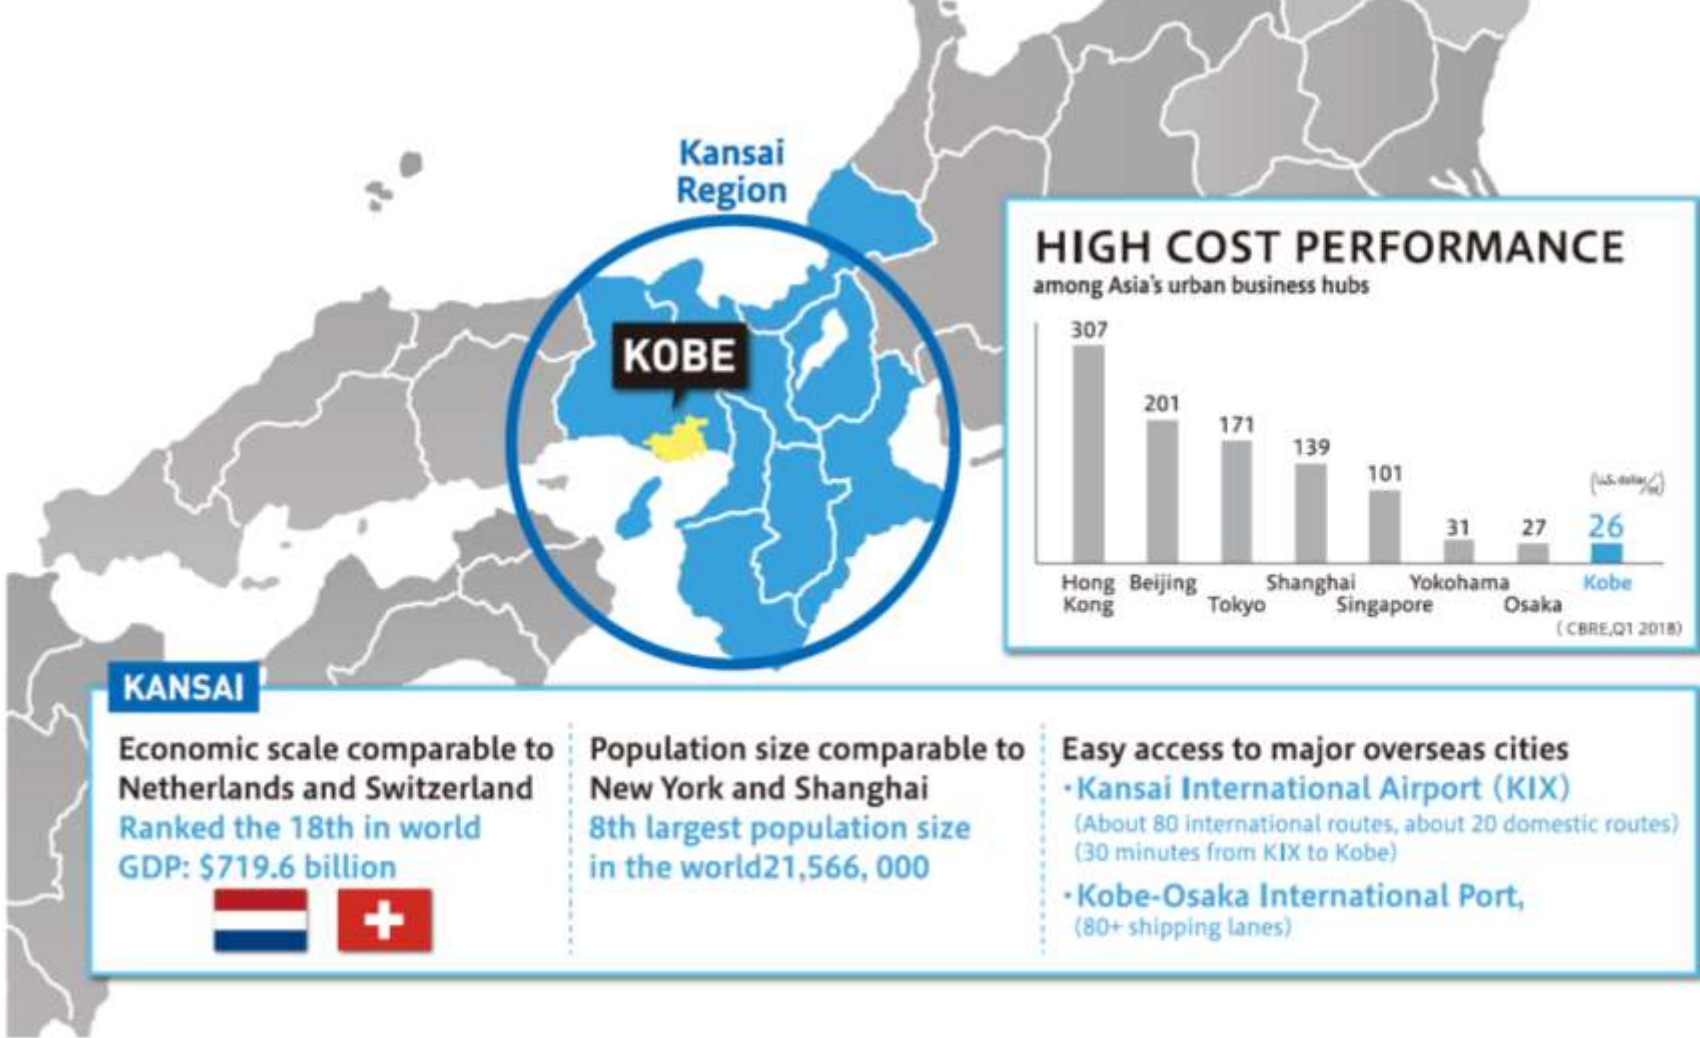 Kansai
Region
KOBE
HIGH COST PERFORMANCE
among Asia's urban business hubs
307
201
171
139
101
31
27
26
Hong
Kong
Beijing
Tokyo
Shanghai
Singapore
Yokohama
Osaka
Kobe
(U.S. dollar/
(CBRE,Q1 2018)
KANSAI
Economic scale comparable to
Netherlands and Switzerland
Ranked the 18th in world
GDP: $719.6 billion
Population size comparable to
New York and Shanghai
8th largest population size
in the world21,566, 000
Easy access to major overseas cities
・Kansai International Airport (KIX)
(About 80 international routes, about 20 domestic routes)
(30 minutes from KIX to Kobe)
・Kobe-Osaka International Port,
(80+ shipping lanes)